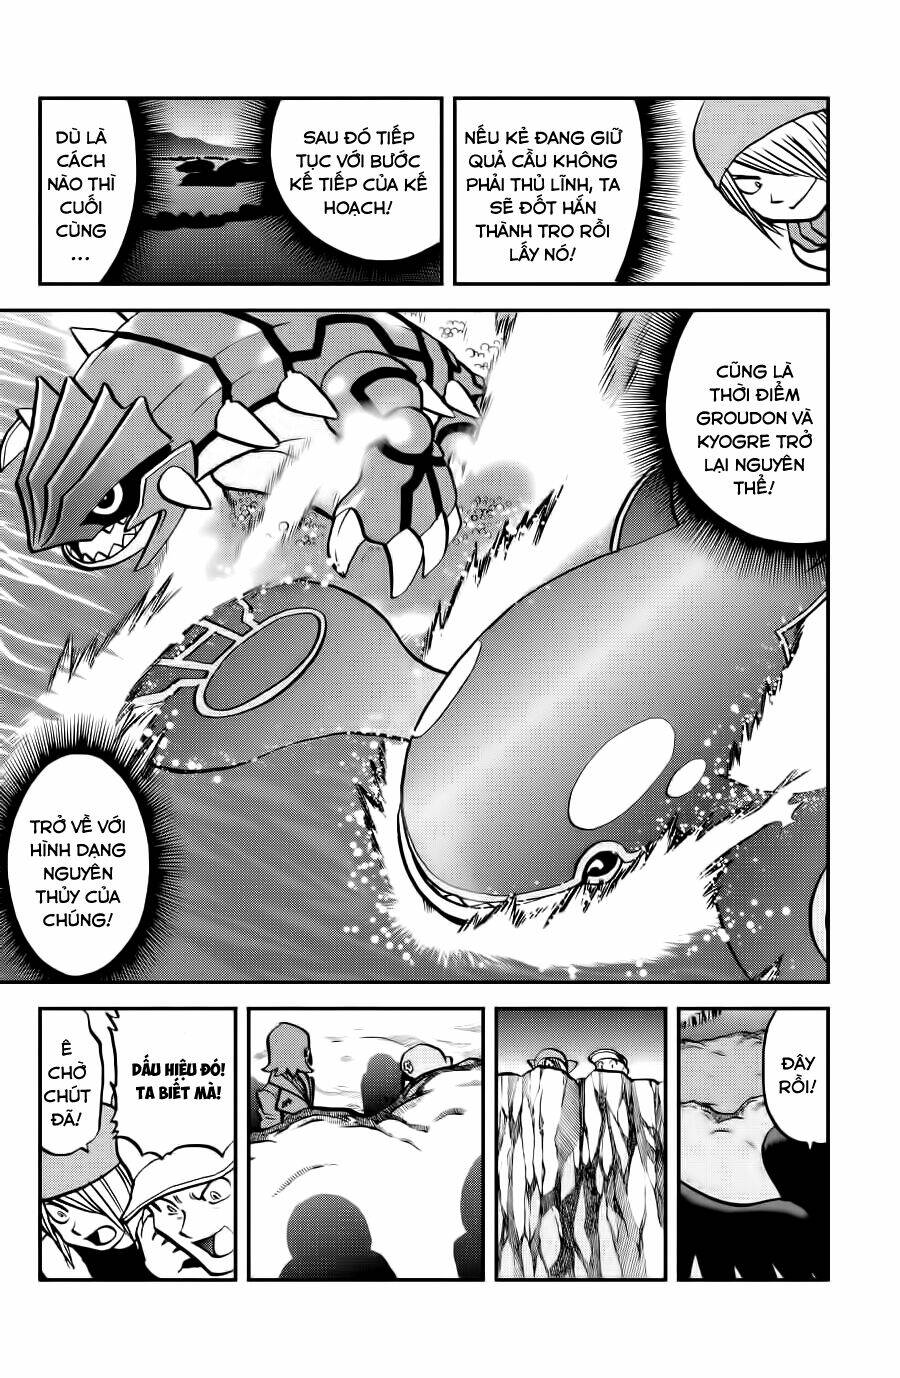 NẾU KẺ ĐANG GIỮ
QUẢ CẦU KHÔNG
PHẢI THỦ LĨNH, TA
SẼ ĐỐT HẮN
THÀNH TRO RỒI
LẤY NÓ!
SAU ĐÓ TIẾP
TỤC VỚI BƯỚC
KẾ TIẾP CỦA KẾ
HOẠCH!
DÙ LÀ
CÁCH
NÀO THÌ
CUỐI
CÙNG
...
CŨNG LÀ
THỜI ĐIỂM
GROUDON VÀ
KYOGRE TRỞ
LẠI NGUYÊN
THỂ!
TRỞ VỀ VỚI
HÌNH DẠNG
NGUYÊN
THỦY CỦA
CHÚNG!
ĐÂY
RỒI!
DẤU HIỆU ĐÓ!
TA BIẾT MÀ!
Ê
CHỜ
CHÚT
ĐÃ!